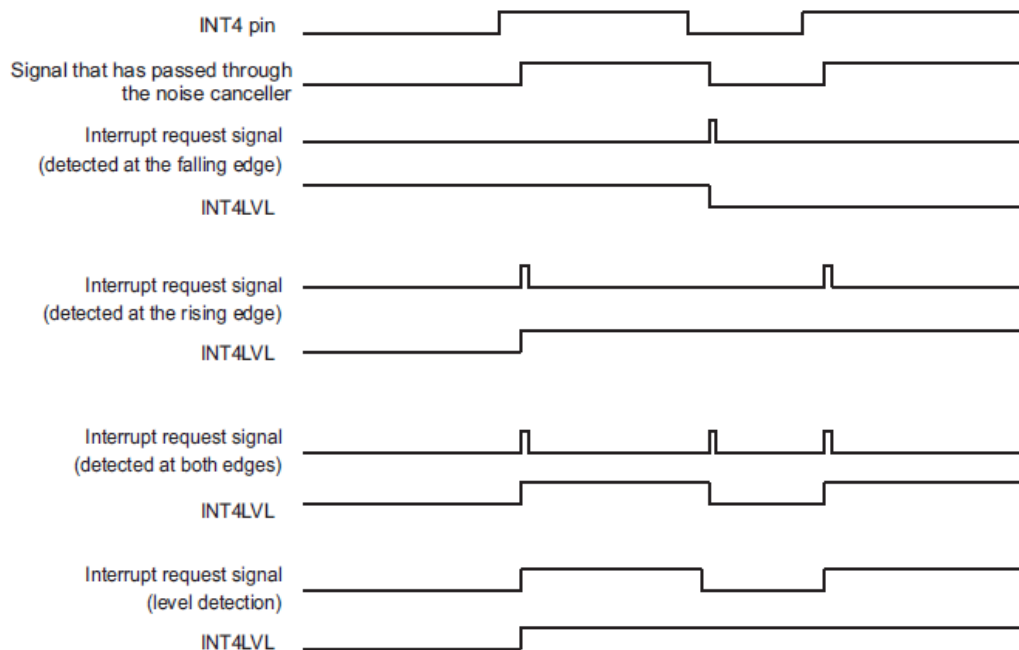 INT4 pin
Signal that has passed through
the noise canceller
Interrupt request signal
(detected at the falling edge)
INT4LVL
Interrupt request signal
(detected at the rising edge)
INT4LVL
Interrupt request signal
(detected at both edges)
INT4LVL
Interrupt request signal
(level detection)
INT4LVL